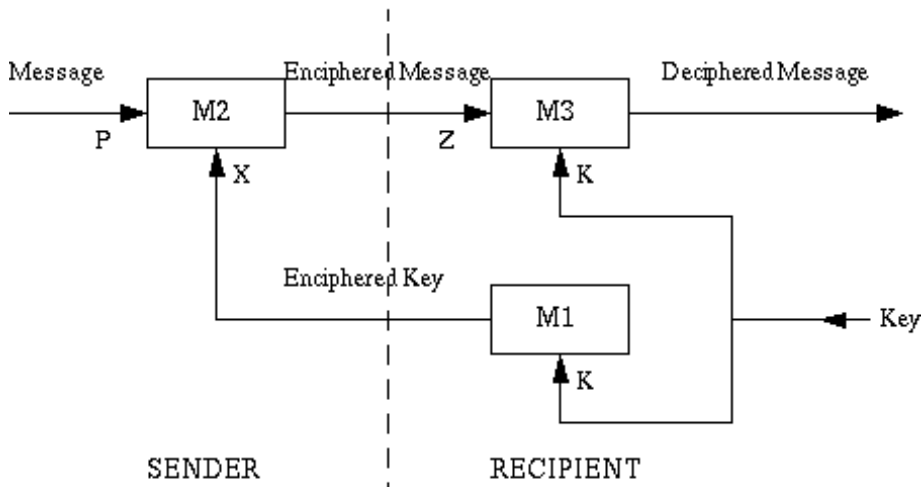 Message
Enciphered Message
Deciphered Message
M2
M3
P
Z
X
K
Enciphered Key
M1
Key
K
SENDER
RECIPIENT